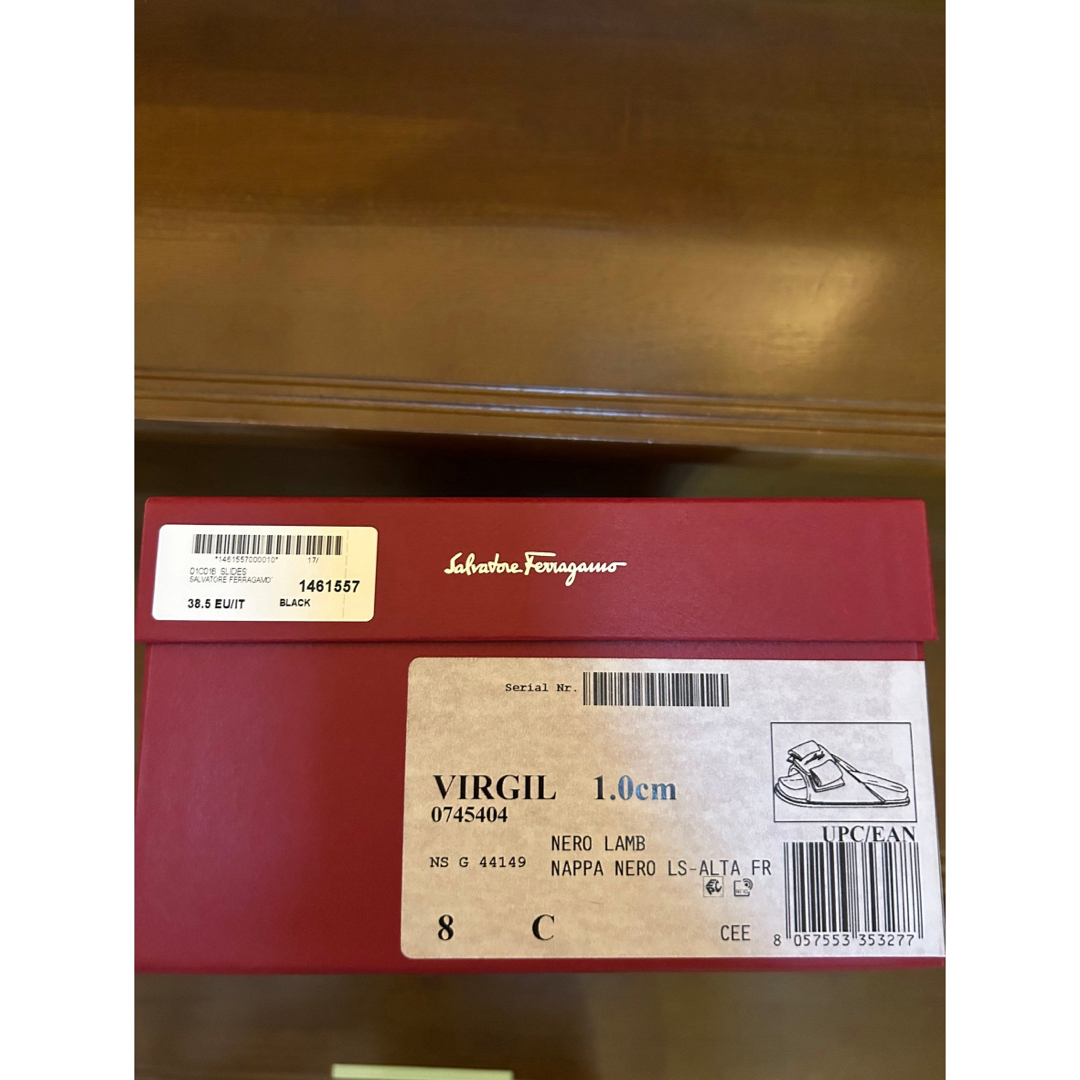 *1461557000010* 17/
01C016 SLIDES
SALVATORE FERRAGAMO'
1461557
38.5 EU/IT BLACK
Salvatore Ferragamo
Serial Nr.
VIRGIL 1.0cm
0745404
UPC/EAN
NERO LAMB
NS G 44149 NAPPA NERO LS-ALTA FR
8 C CEE
8 057553 353277